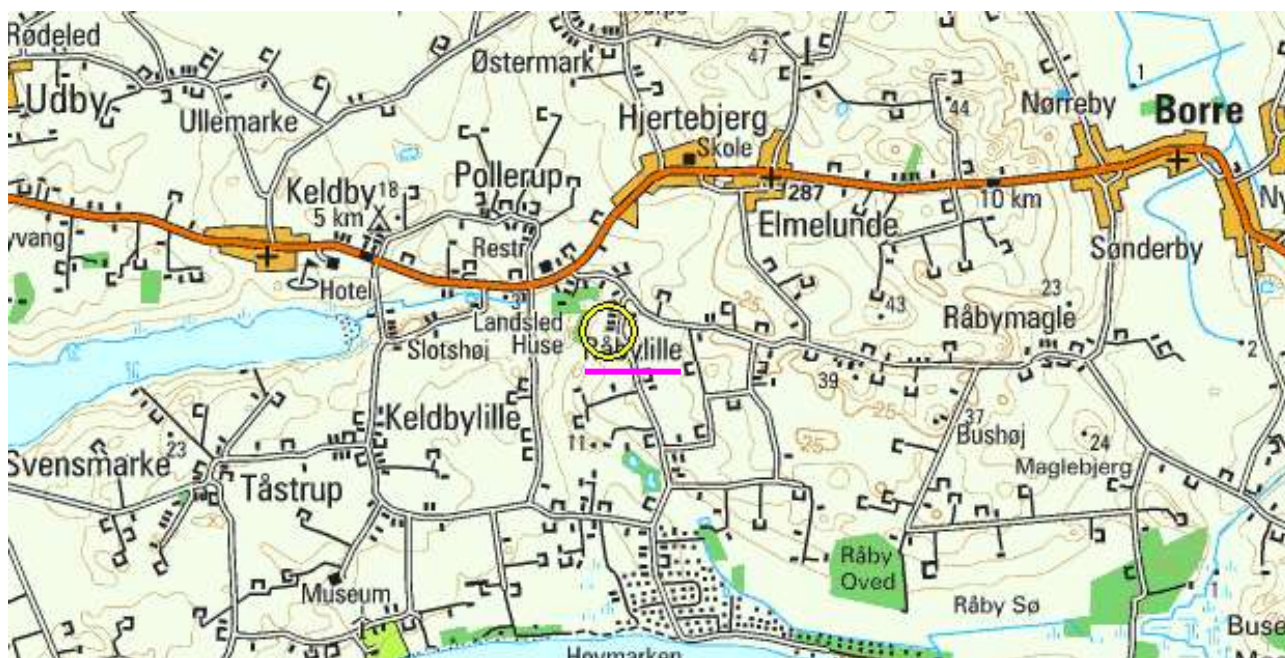 Rødeled
Østermark
47
1
Udby
Ullemarke
Hjertebjerg
Skole
44
Nørreby
Borre
Pollerup
Keldby
18
5 km
287
10 km
Elmelunde
Restr
Sønderby
Hotel
Landsled
Huse
Slotshøj
25
43
23
Råbymagle
Råbylille
2
39
25
Keldbylille
37
Bushøj
24
Maglebjerg
23
11
25
Svensmarke
Tåstrup
Råby
Oved
Museum
Råby Sø